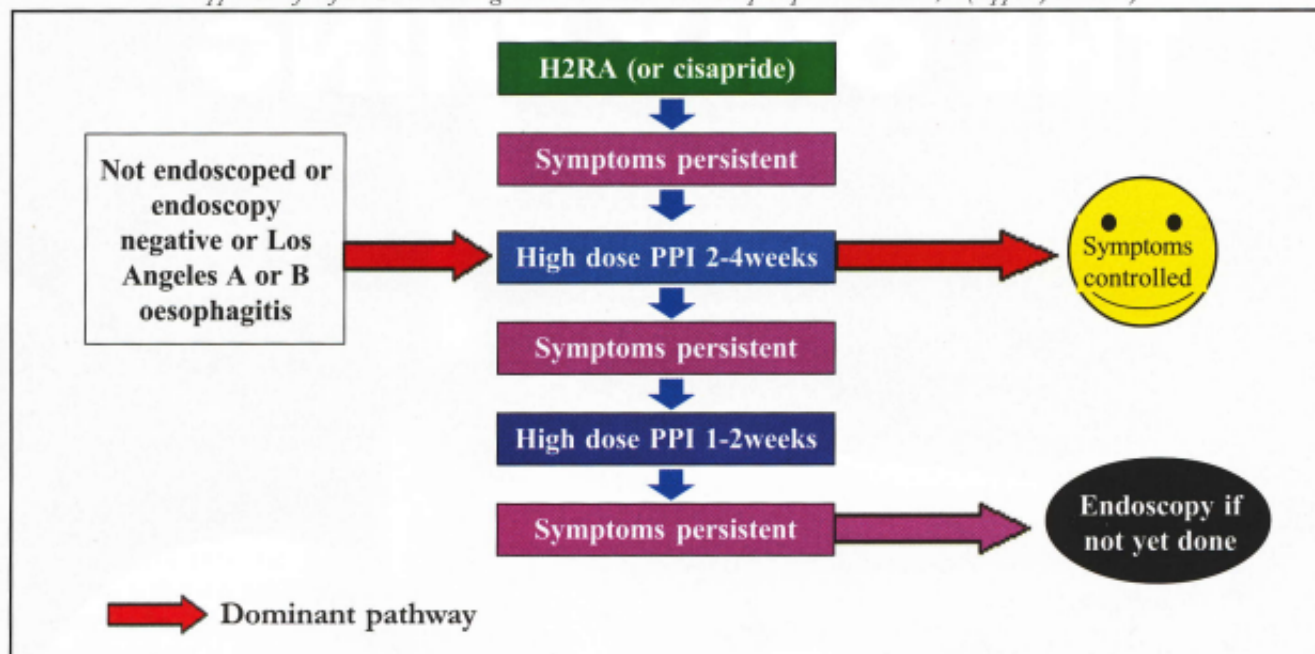 H2RA (or cisapride)
Symptoms persistent
Not endoscoped or
endoscopy
negative or Los
Angeles A or B
oesophagitis
High dose PPI 2-4weeks
Symptoms
controlled
Symptoms persistent
High dose PPI 1-2weeks
Symptoms persistent
Endoscopy if
not yet done
Dominant pathway